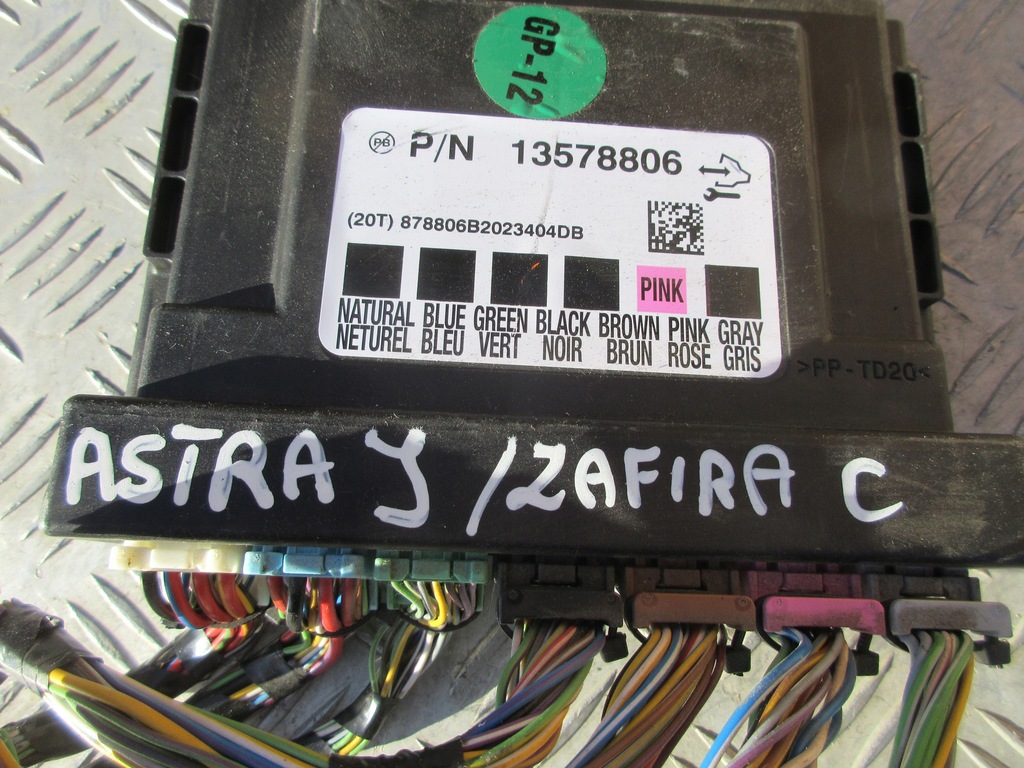 GP-12
PB
P/N 13578806
(20T) 878806B2023404DB
PINK
NATURAL BLUE GREEN BLACK BROWN PINK GRAY
NETUREL BLEU VERT NOIR BRUN ROSE GRIS
>PP-TD20<
ASTRA J /ZAFIRA C